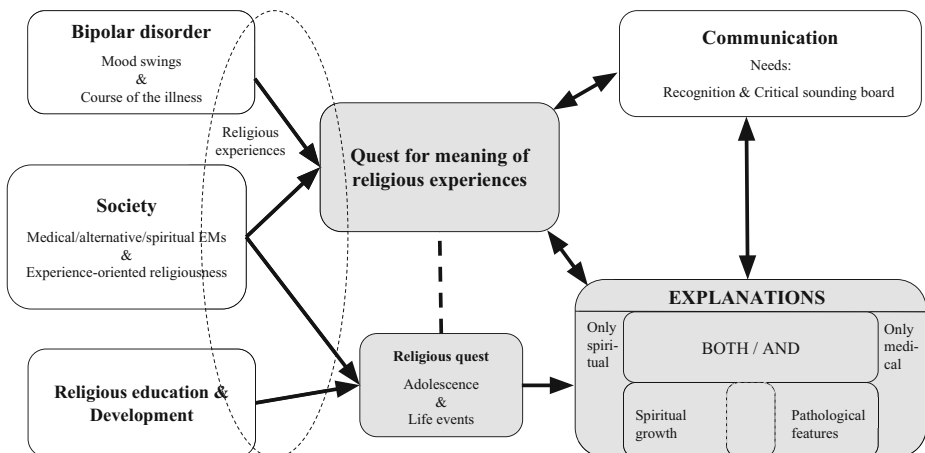 Bipolar disorder
Mood swings
&
Course of the illness
Religious
experiences
Society
Medical/alternative/spiritual EMs
&
Experience-oriented religiousness
Religious education &
Development
Quest for meaning of
religious experiences
Religious quest
Adolescence
&
Life events
Communication
Needs:
Recognition & Critical sounding board
EXPLANATIONS
Only
spiri-
tual
BOTH / AND
Only
medi-
cal
Spiritual
growth
Pathological
features